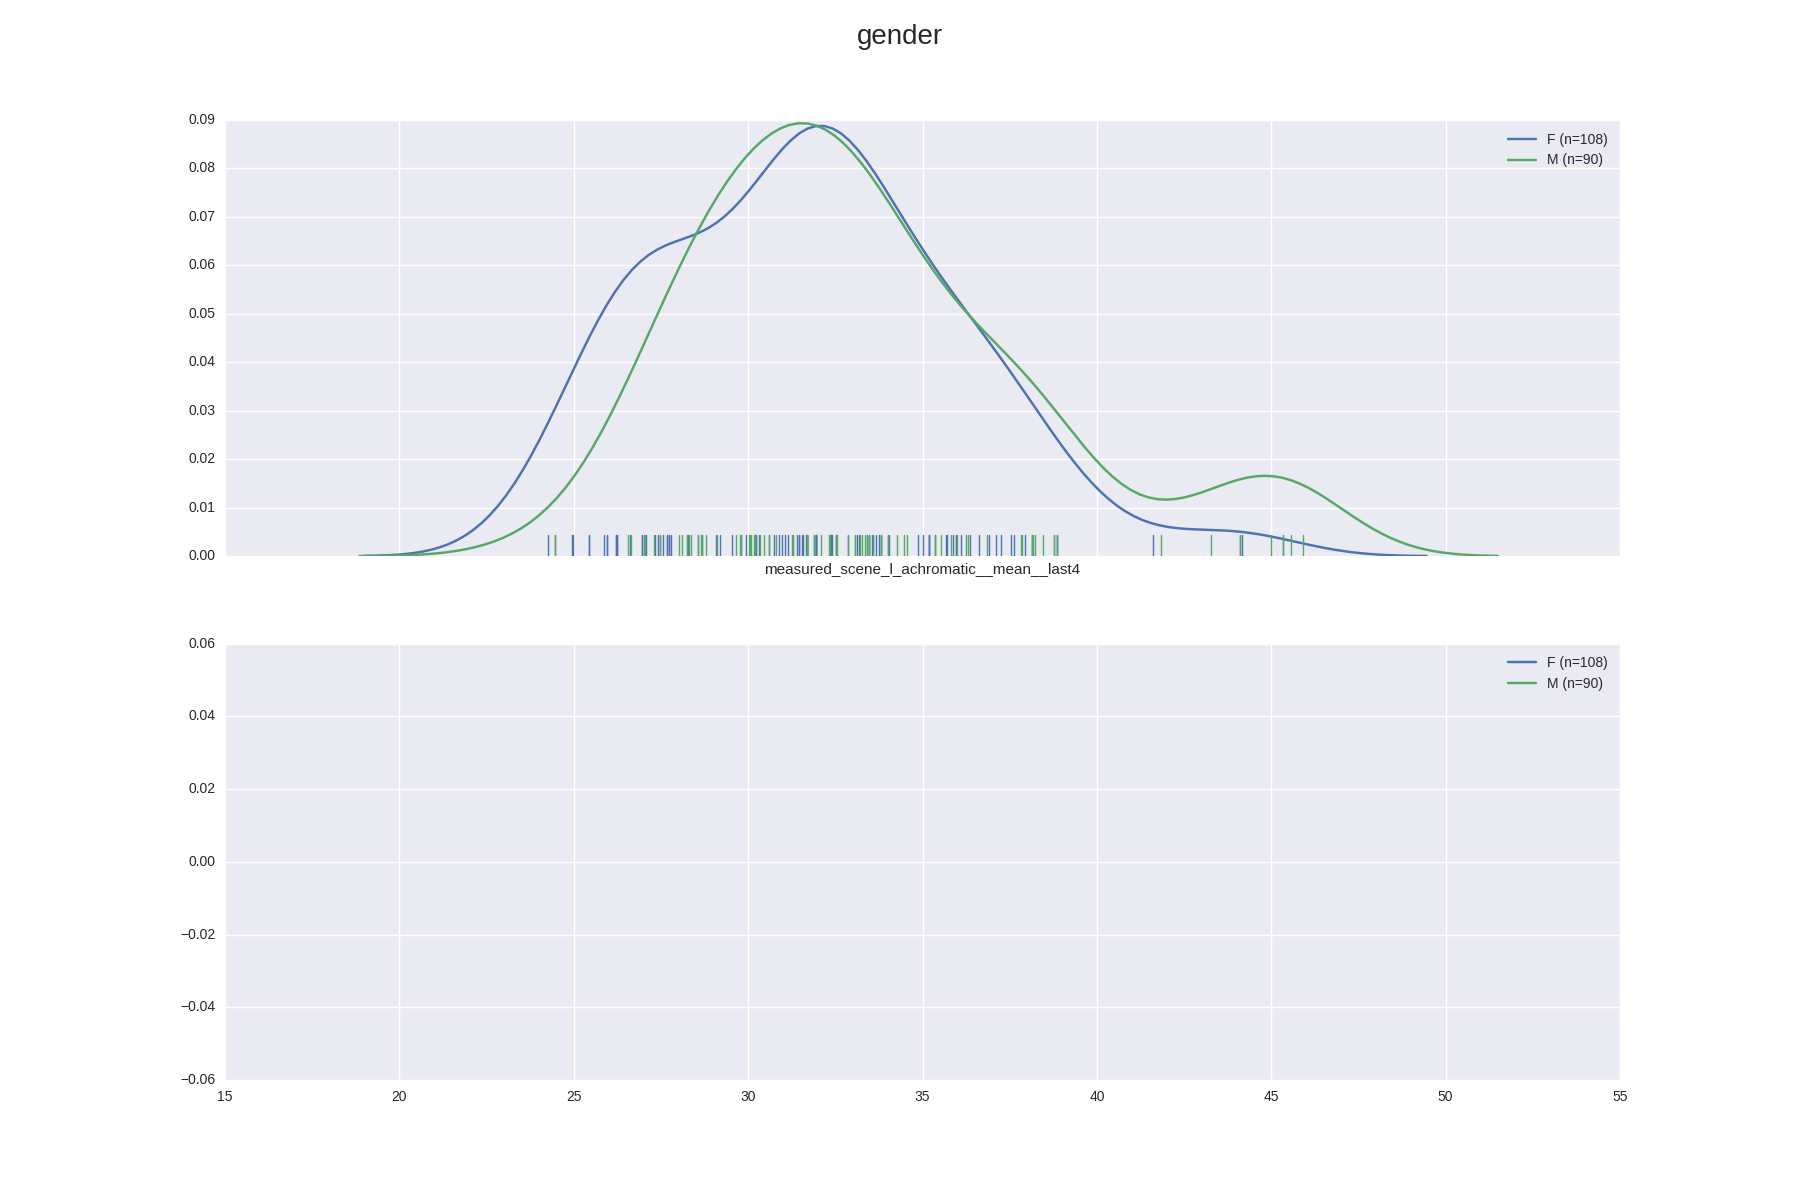 gender
0.09
0.08
0.07
0.06
0.05
0.04
0.03
0.02
0.01
0.00
F (n=108)
M (n=90)
measured_scene_l_achromatic__mean__last4
0.06
0.04
0.02
0.00
−0.02
−0.04
−0.06
F (n=108)
M (n=90)
15 20 25 30 35 40 45 50 55